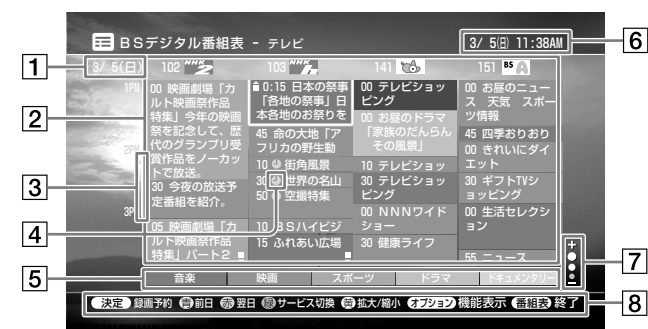 BSデジタル番組表 - テレビ
3/ 5(日) 11:38AM
6
1
3/ 5(日)
102 NHK 2
103 NHK h
141
151 BS A
1PM
2PM
3PM
2
3
4
00 映画劇場「カ
ルト映画祭作品
特集」今年の映画
祭を記念して、歴
代のグランプリ受
賞作品をノーカッ
トで放送。
30 今夜の放送予
定番組を紹介。
05 映画劇場「カ
ルト映画祭作品
特集」パート2
0:15 日本の祭事
「各地の祭事」日
本各地のお祭りを
45 命の大地「ア
フリカの野生動
10 街角風景
30 世界の名山
50 空撮特集
10 BSハイビジ
15 ふれあい広場
00 テレビショッ
ピング
00 お昼のドラマ
「家族のだんらん
その風景」
10 テレビショッ
30 テレビショッ
ピング
00 NNNワイド
ショー
30 健康ライフ
00 お昼のニュー
ス 天気 スポー
ツ情報
45 四季おりおり
00 きれいにダイ
エット
30 ギフトTVシ
ョッピング
00 生活セレクシ
ョン
55 ニュース
+
−
7
5
音楽 映画 スポーツ ドラマ ドキュメンタリー
決定 録画予約 青 前日 赤 翌日 緑 サービス切換 黄 拡大/縮小 オプション 機能表示 番組表 終了
8